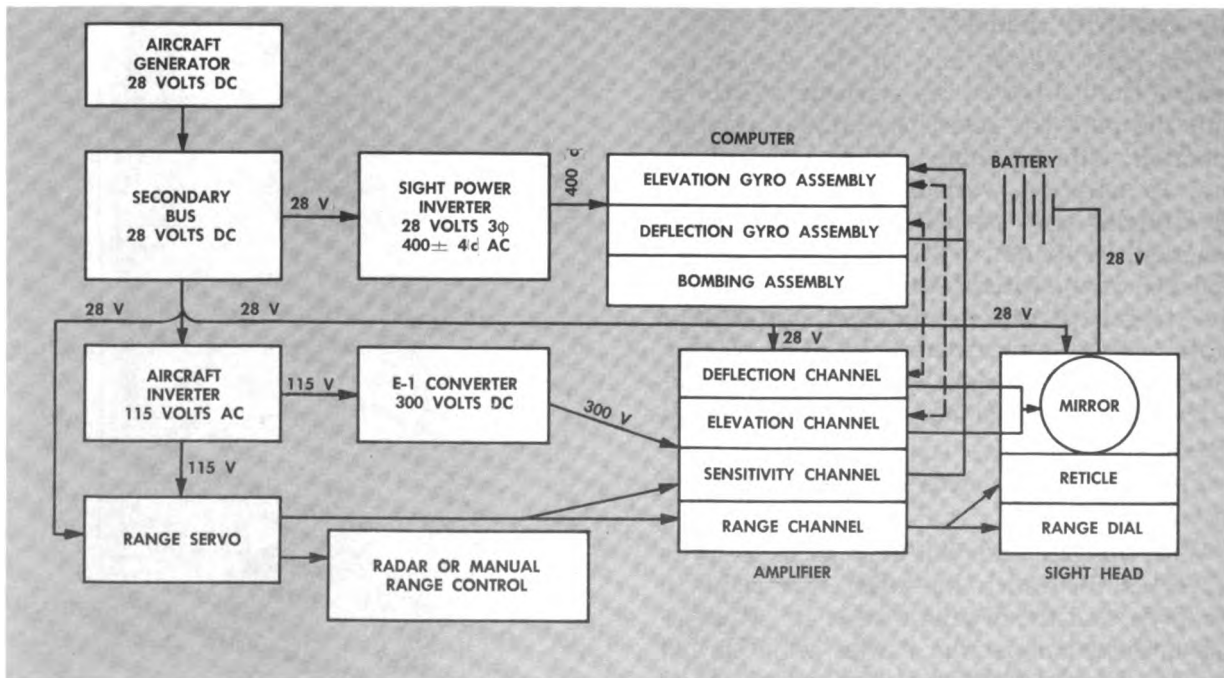 AIRCRAFT
GENERATOR
28 VOLTS DC
SECONDARY
BUS
28 VOLTS DC
28 V
SIGHT POWER
INVERTER
28 VOLTS 3φ
400± 4 c AC
400 c
COMPUTER
ELEVATION GYRO ASSEMBLY
DEFLECTION GYRO ASSEMBLY
BOMBING ASSEMBLY
BATTERY
28 V
28 V
28 V
28 V
28 V
AIRCRAFT
INVERTER
115 VOLTS AC
115 V
E-1 CONVERTER
300 VOLTS DC
300 V
DEFLECTION CHANNEL
ELEVATION CHANNEL
SENSITIVITY CHANNEL
RANGE CHANNEL
AMPLIFIER
MIRROR
RETICLE
RANGE DIAL
SIGHT HEAD
115 V
RANGE SERVO
RADAR OR MANUAL
RANGE CONTROL